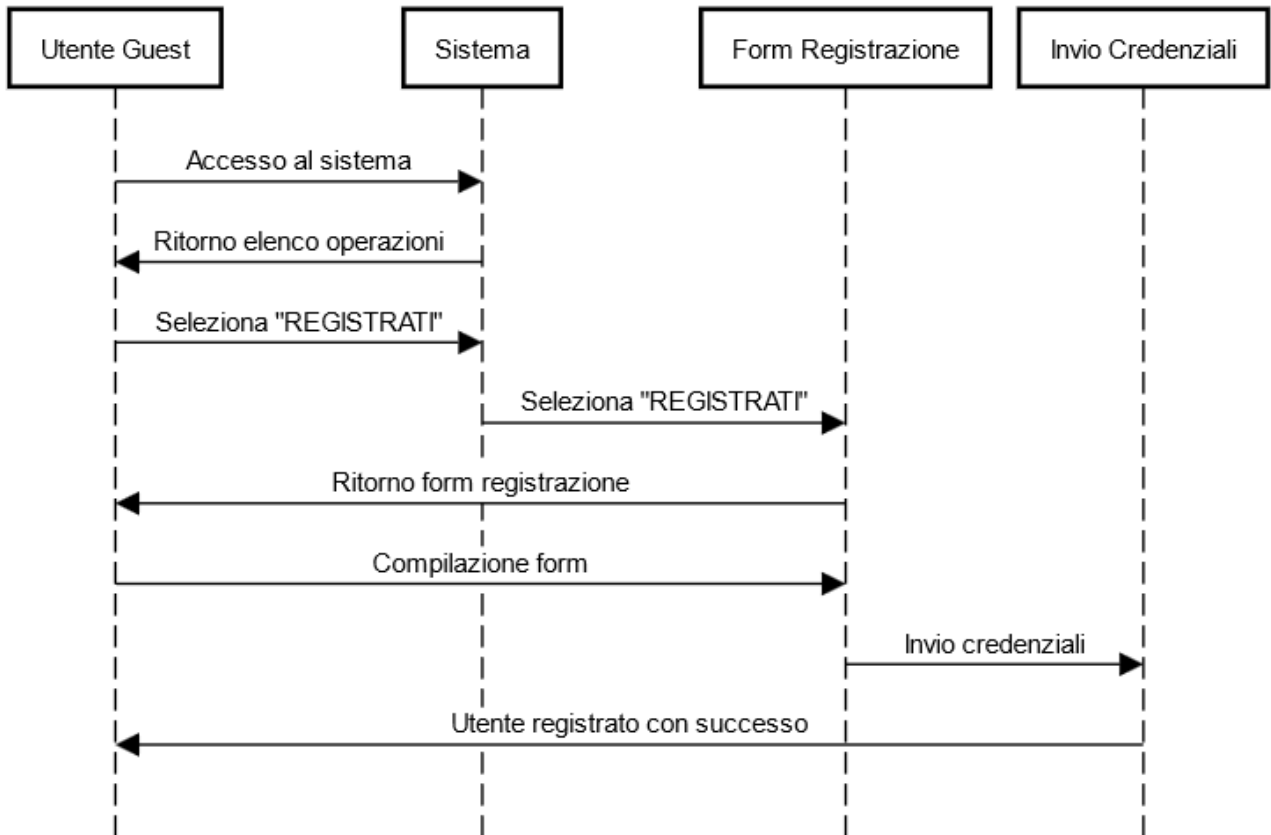 Utente Guest
Sistema
Form Registrazione
Invio Credenziali
Accesso al sistema
Ritorno elenco operazioni
Seleziona "REGISTRATI"
Seleziona "REGISTRATI"
Ritorno form registrazione
Compilazione form
Invio credenziali
Utente registrato con successo